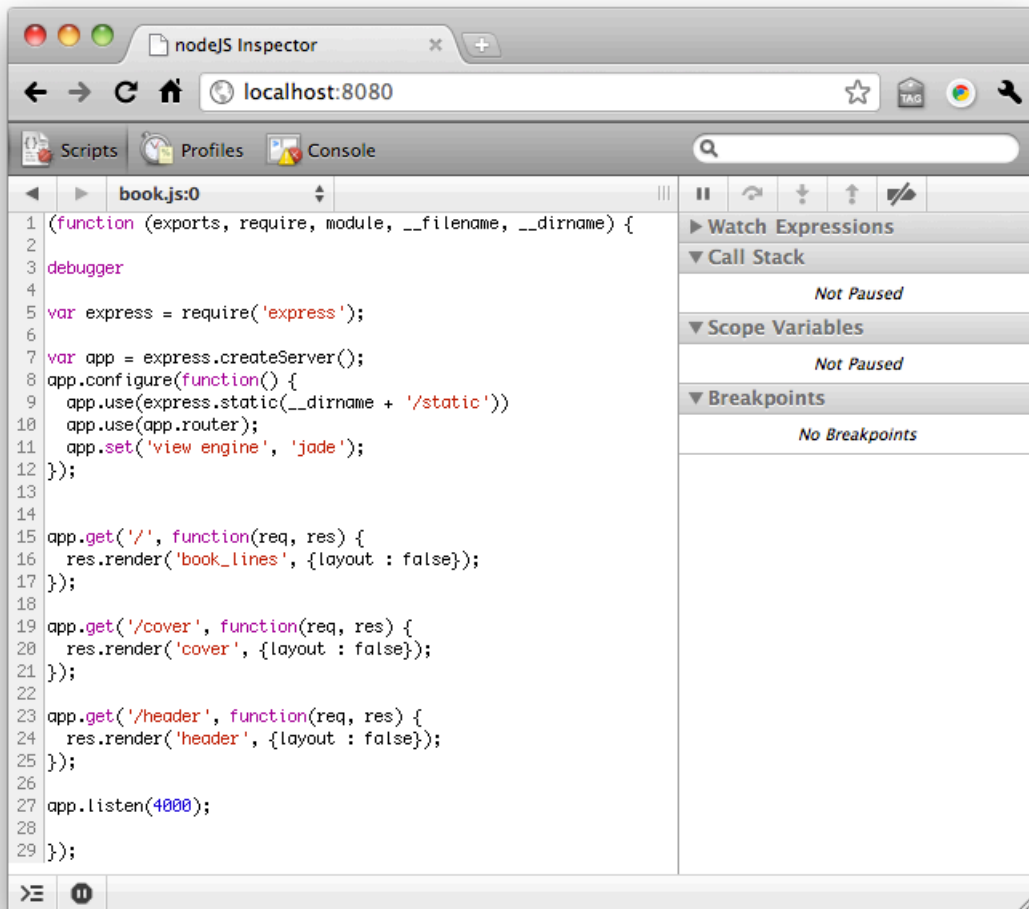 nodeJS Inspector
localhost:8080
TAG
Scripts Profiles Console
book.js:0
1 (function (exports, require, module, __filename, __dirname) {
2
3 debugger
4
5 var express = require('express');
6
7 var app = express.createServer();
8 app.configure(function() {
9   app.use(express.static(__dirname + '/static'))
10   app.use(app.router);
11   app.set('view engine', 'jade');
12 });
13
14
15 app.get('/', function(req, res) {
16   res.render('book_lines', {layout : false});
17 });
18
19 app.get('/cover', function(req, res) {
20   res.render('cover', {layout : false});
21 });
22
23 app.get('/header', function(req, res) {
24   res.render('header', {layout : false});
25 });
26
27 app.listen(4000);
28
29 });
Watch Expressions
Call Stack
Not Paused
Scope Variables
Not Paused
Breakpoints
No Breakpoints